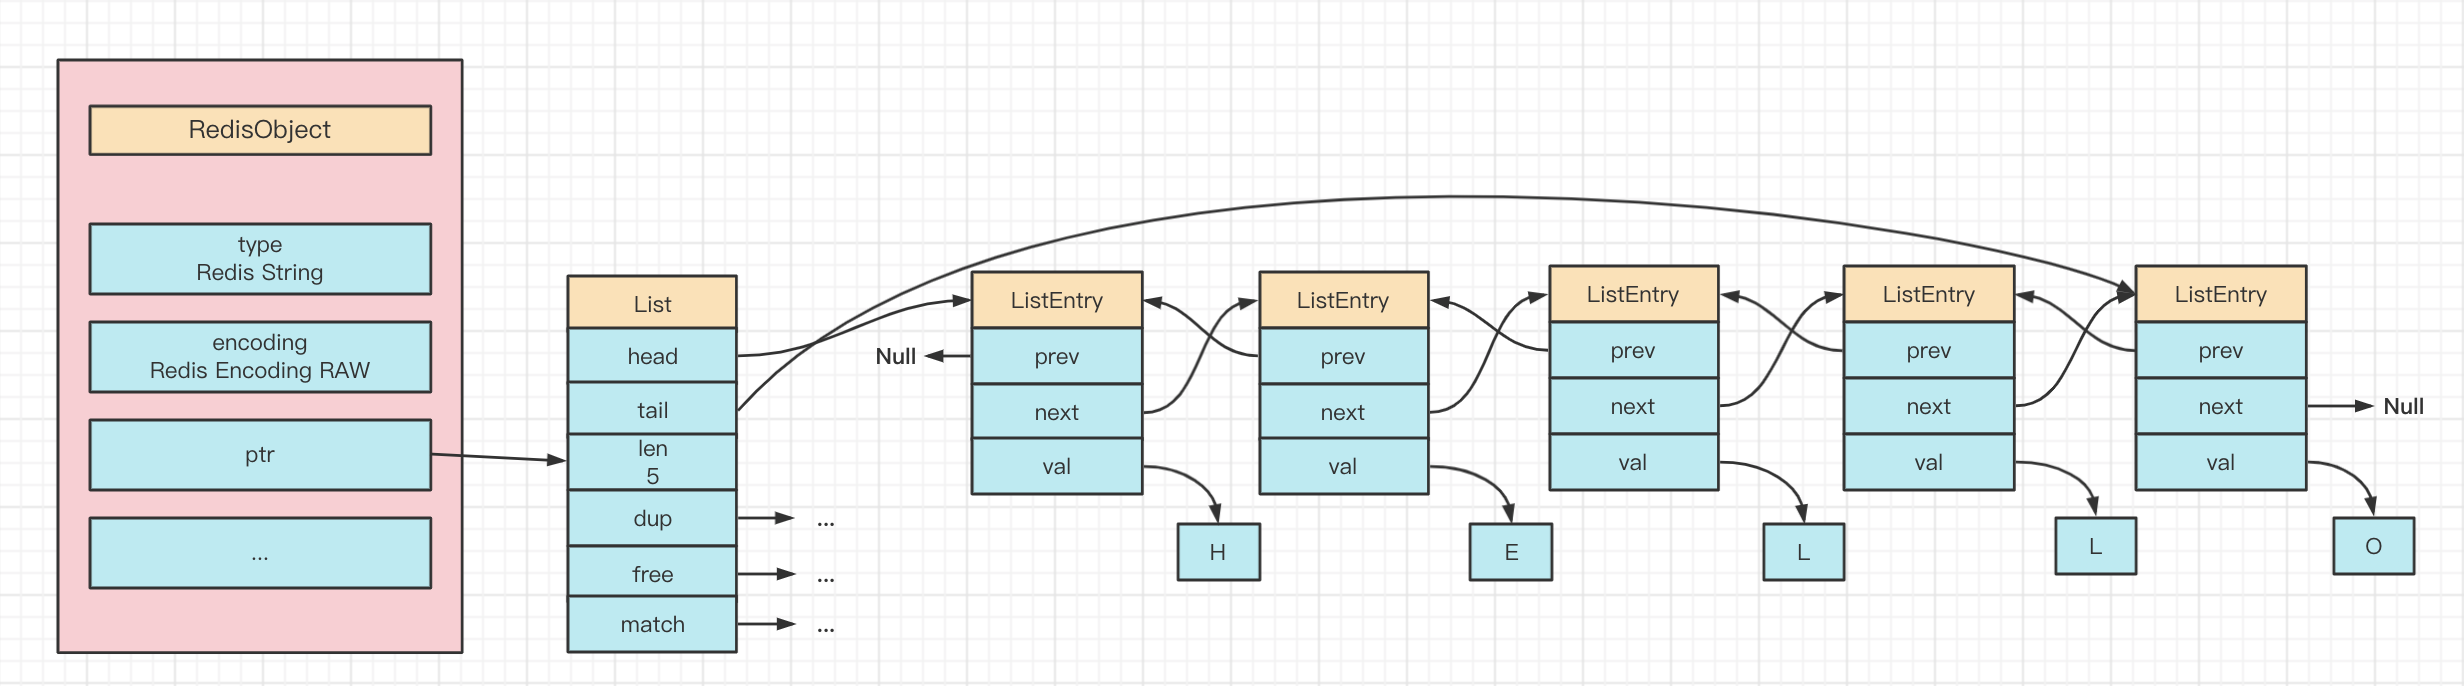 RedisObject
type
Redis String
encoding
Redis Encoding RAW
ptr
...
List
head
tail
len
5
dup
free
match
...
...
...
Null
ListEntry
prev
next
val
H
ListEntry
prev
next
val
E
ListEntry
prev
next
val
L
ListEntry
prev
next
val
L
ListEntry
prev
next
val
O
Null